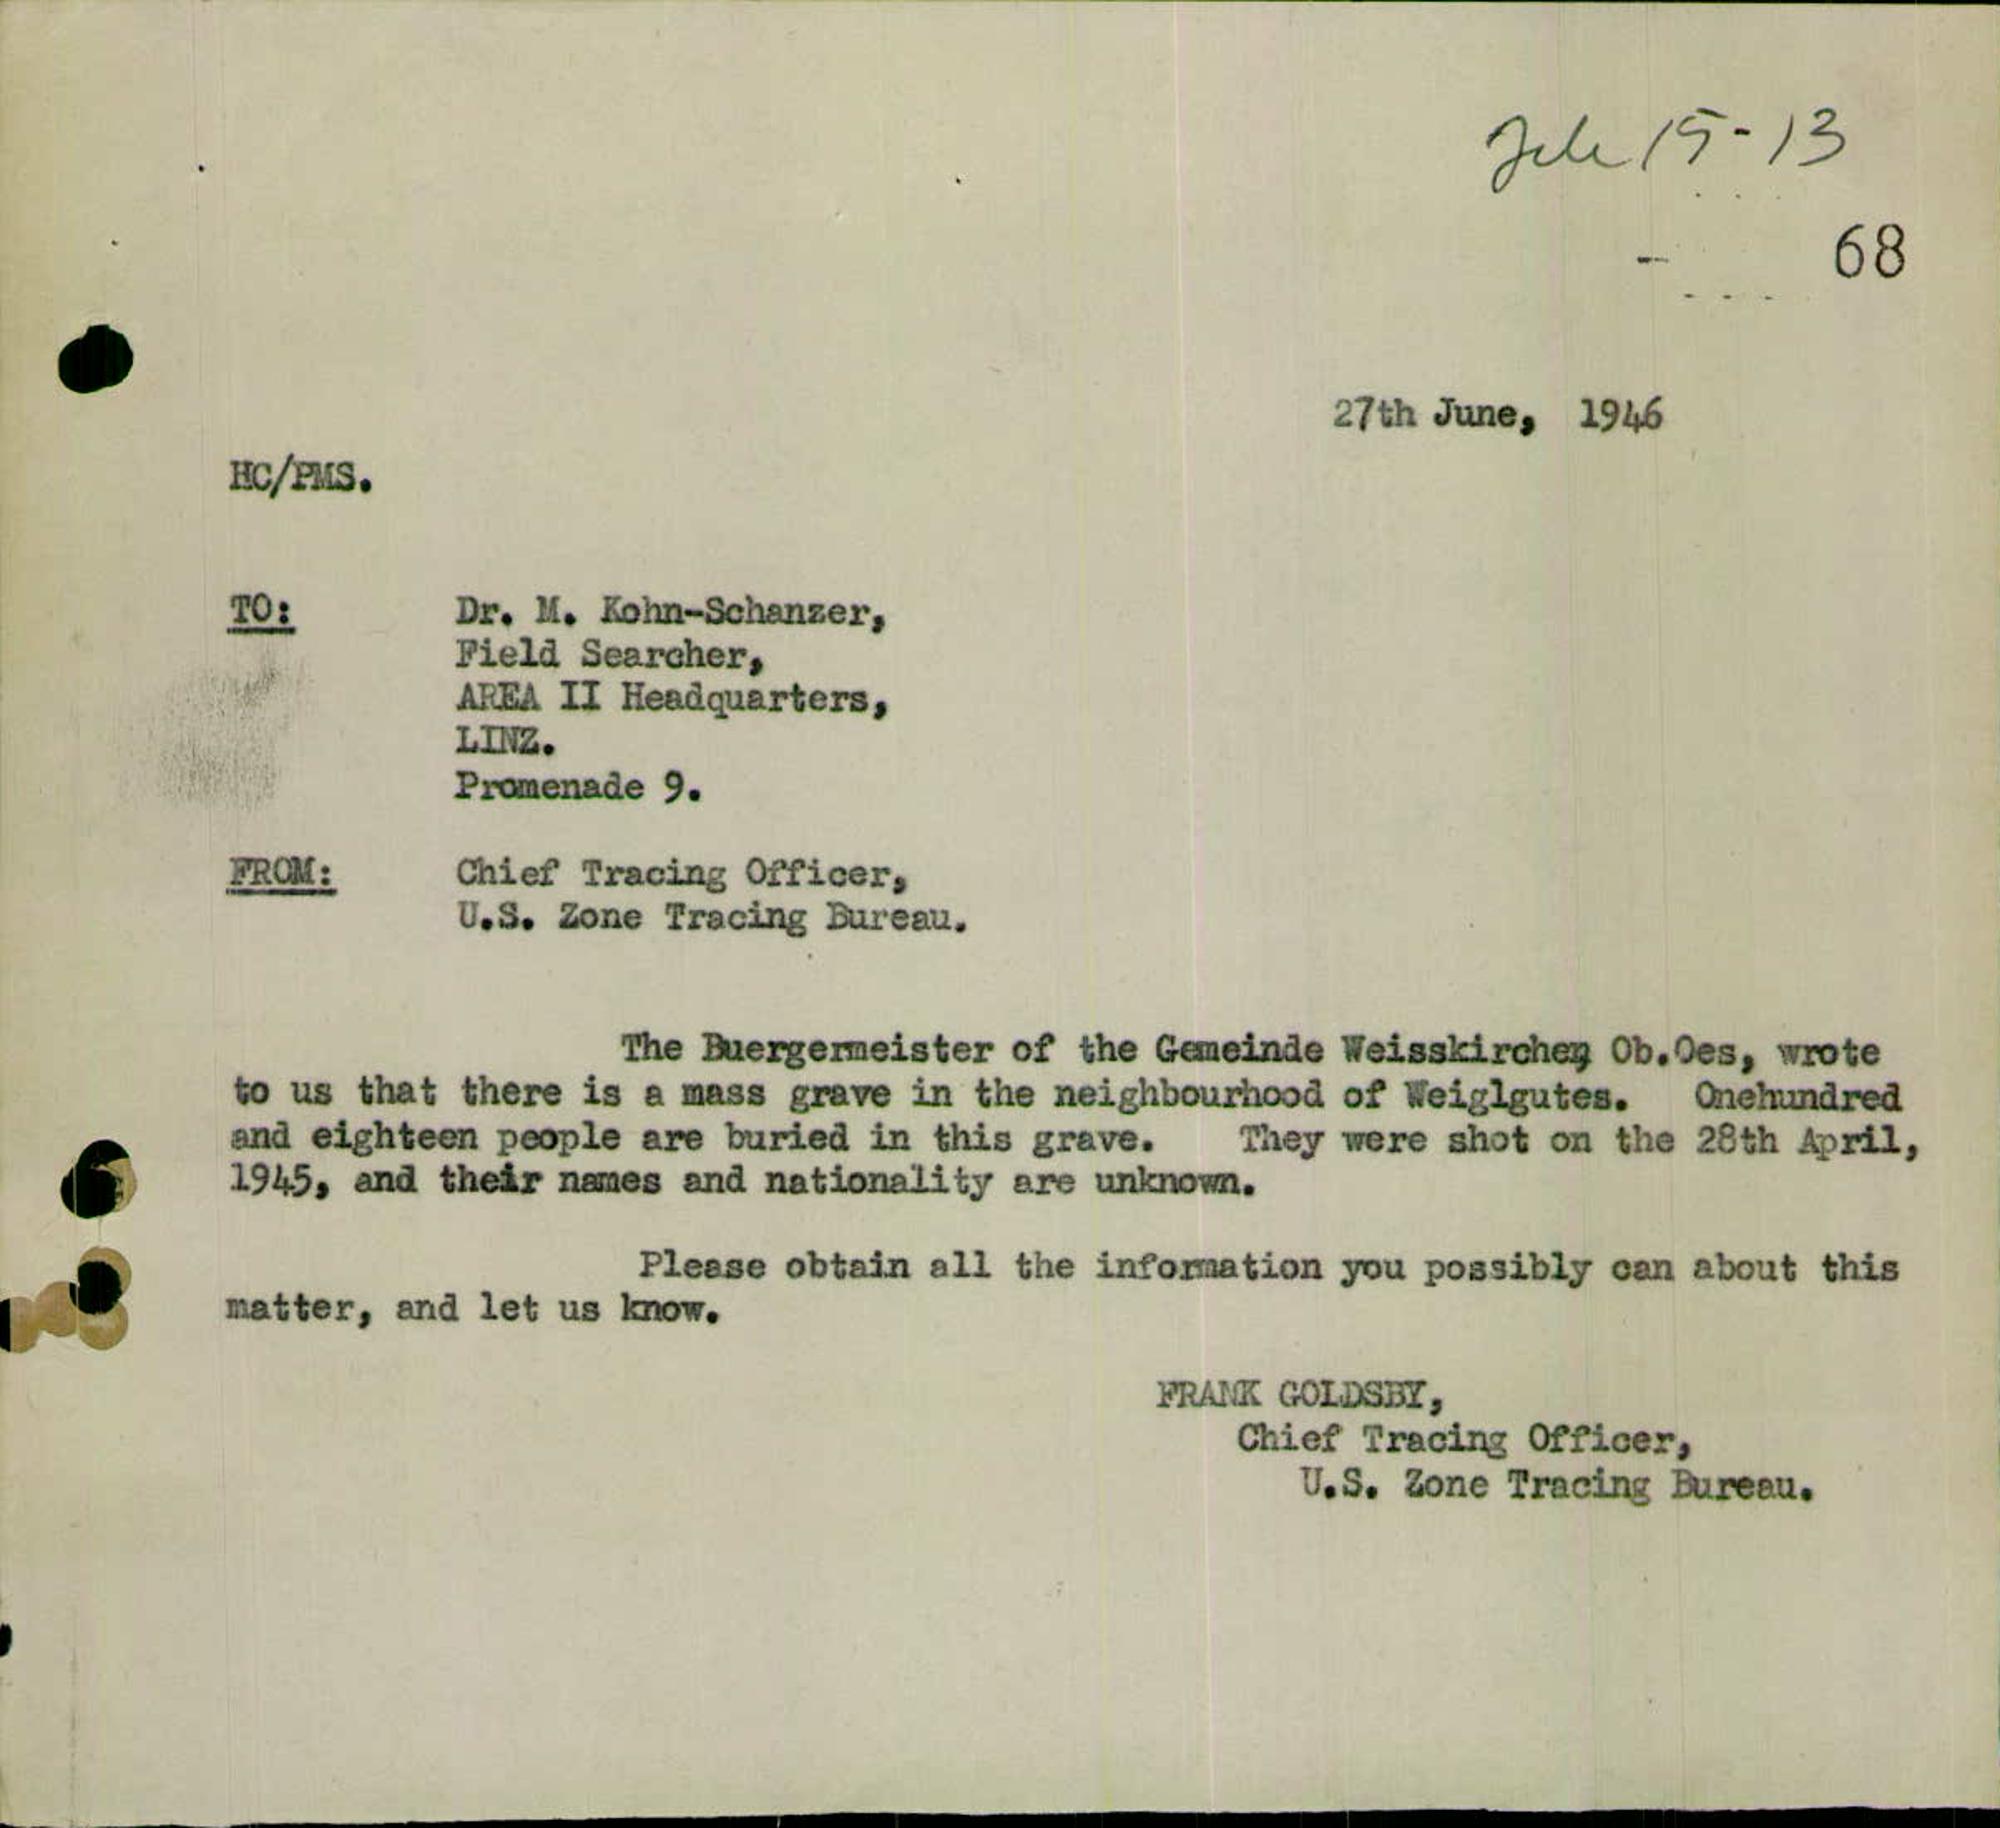 File 15-13
68
27th June, 1946
HC/PMS.
TO: Dr. M. Kohn-Schanzer,
Field Searcher,
AREA II Headquarters,
LINZ.
Promenade 9.
FROM: Chief Tracing Officer,
U.S. Zone Tracing Bureau.
The Buergermeister of the Gemeinde Weisskirchen Ob.Oes, wrote
to us that there is a mass grave in the neighbourhood of Weiglgutes. Onehundred
and eighteen people are buried in this grave. They were shot on the 28th April,
1945, and their names and nationality are unknown.
Please obtain all the information you possibly can about this
matter, and let us know.
FRANK GOLDSBY,
Chief Tracing Officer,
U.S. Zone Tracing Bureau.